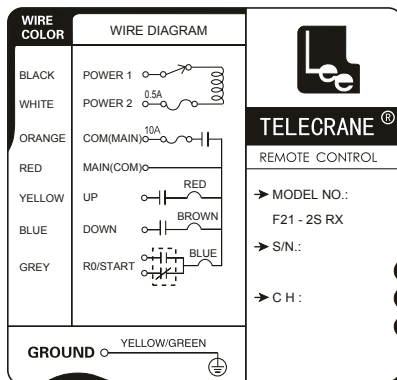 WIRE COLOR
WIRE DIAGRAM
BLACK POWER 1
WHITE POWER 2 0.5A
ORANGE COM(MAIN) 10A
RED MAIN(COM)
YELLOW UP RED
BLUE DOWN BROWN
GREY R0/START BLUE
GROUND YELLOW/GREEN
Lee
TELECRANE ®
REMOTE CONTROL
➔ MODEL NO.:
F21 - 2S RX
➔ S/N.:
➔ C H :